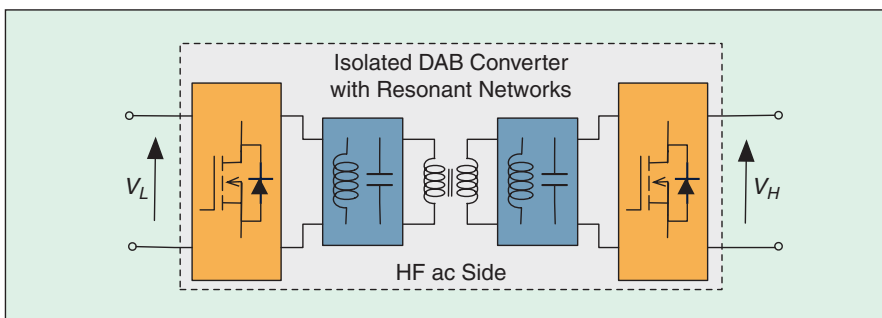 Isolated DAB Converter
with Resonant Networks
V_L
V_H
HF ac Side